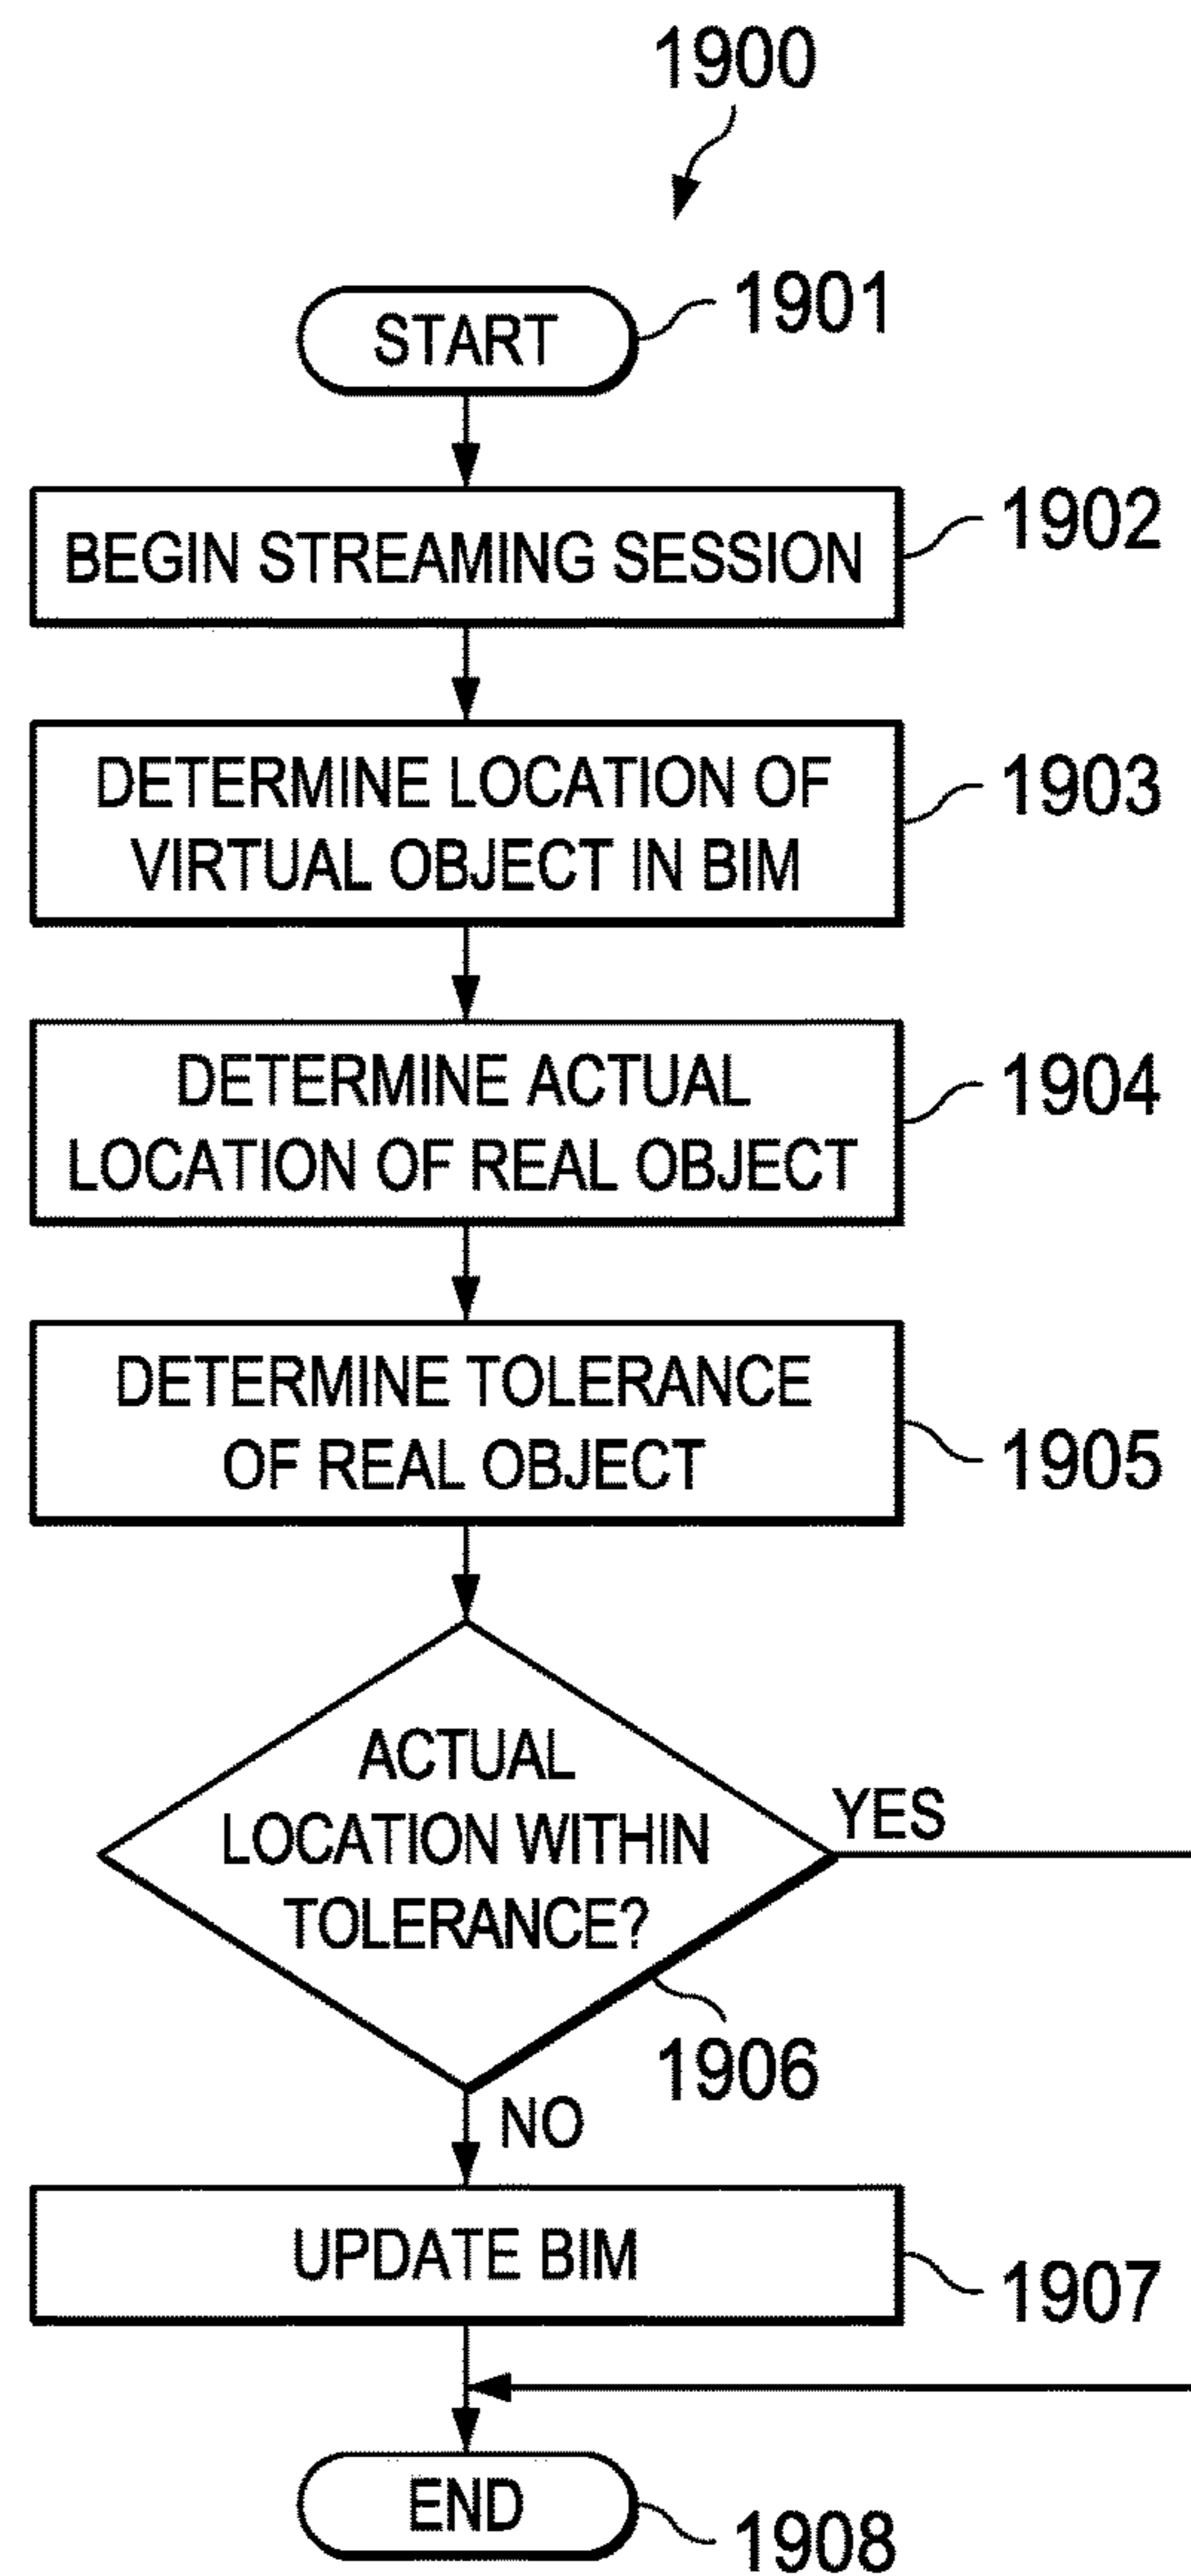 1900
START
1901
BEGIN STREAMING SESSION
1902
DETERMINE LOCATION OF
VIRTUAL OBJECT IN BIM
1903
DETERMINE ACTUAL
LOCATION OF REAL OBJECT
1904
DETERMINE TOLERANCE
OF REAL OBJECT
1905
ACTUAL
LOCATION WITHIN
TOLERANCE?
YES
1906
NO
UPDATE BIM
1907
END
1908